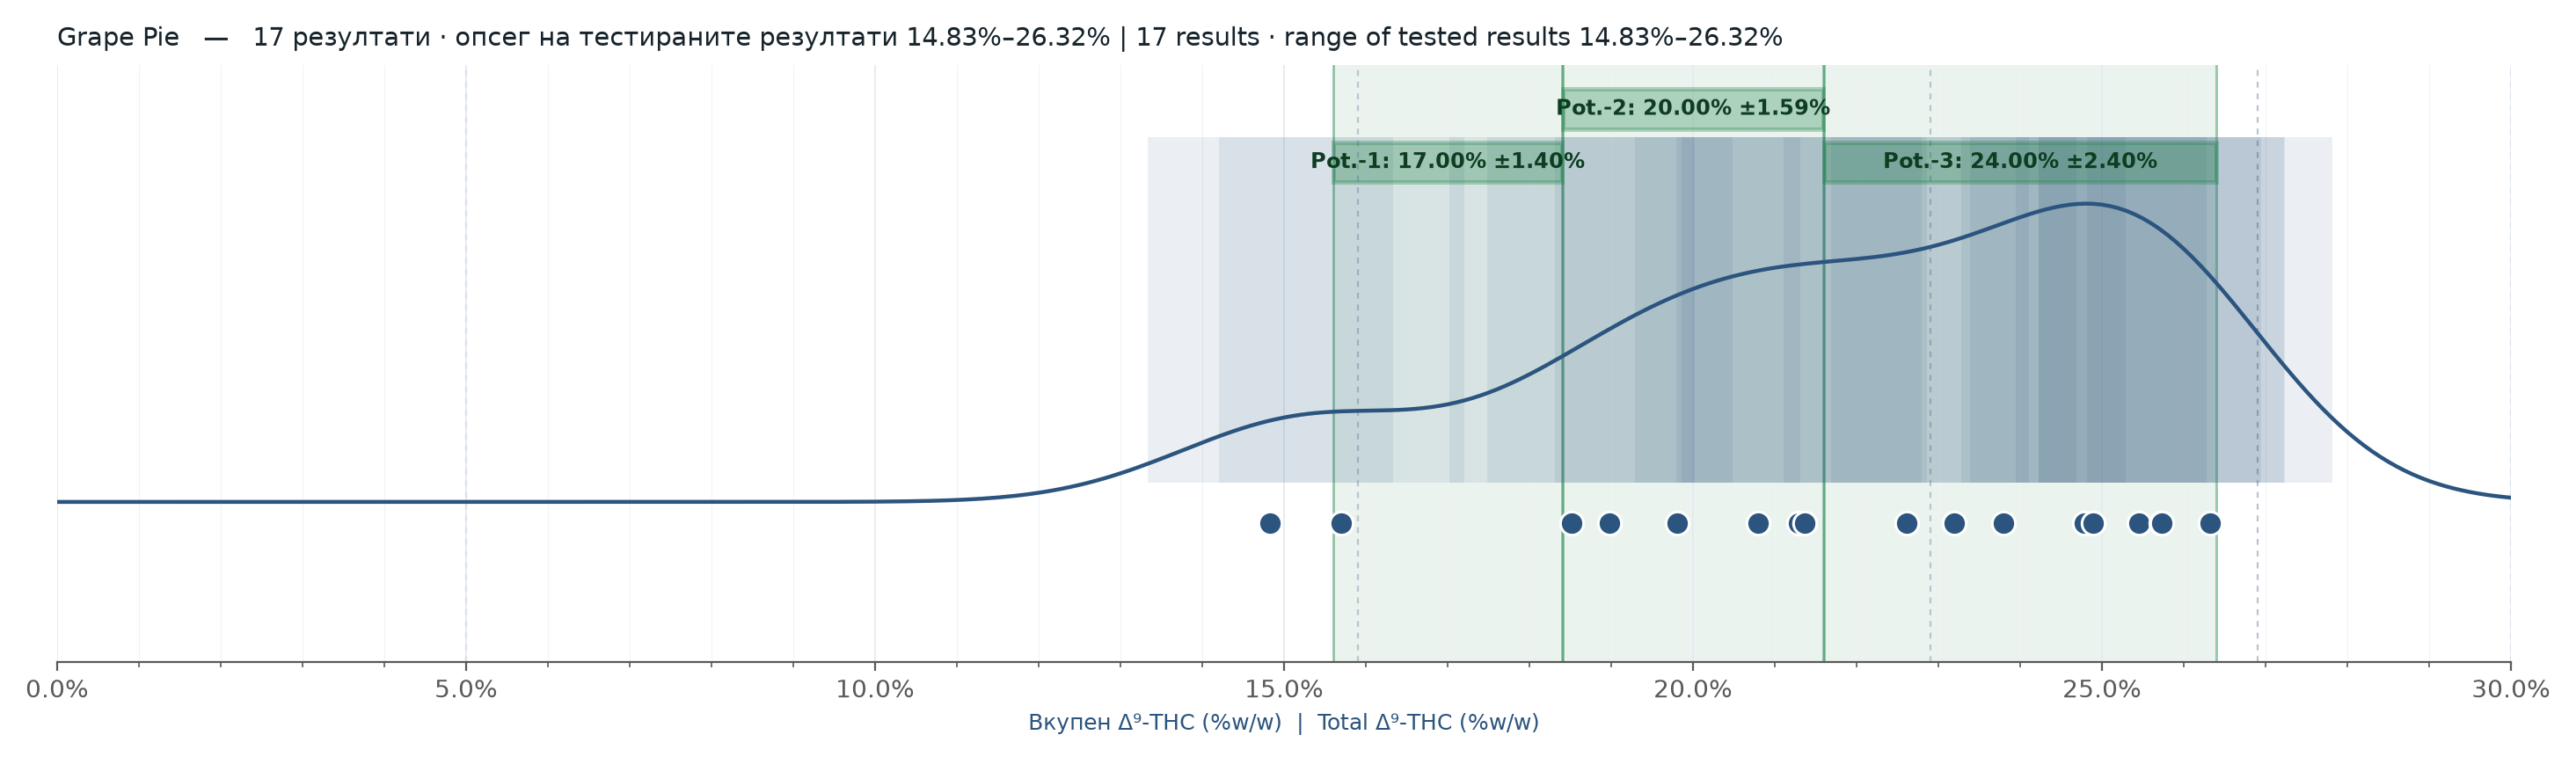 Grape Pie — 17 резултати · опсег на тестираните резултати 14.83%–26.32% | 17 results · range of tested results 14.83%–26.32%
Pot.-2: 20.00% ±1.59%
Pot.-1: 17.00% ±1.40%
Pot.-3: 24.00% ±2.40%
0.0%
5.0%
10.0%
15.0%
20.0%
25.0%
30.0%
Вкупен Δ⁹-THC (%w/w) | Total Δ⁹-THC (%w/w)